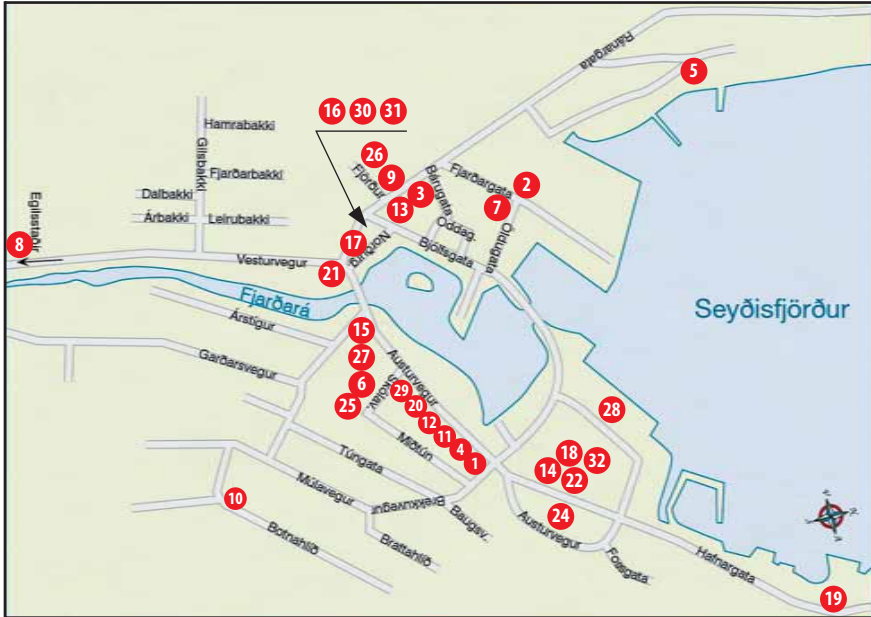 Ránargata
5
16 30 31
Hamrabakki
26
Gilsbakki
Fjörður
9
Bárugata
Fjarðargata
2
Fjarðarbakki
3
7
Dalbakki
13
Oddag.
Öldugata
Árbakki
Leirubakki
Egilsstaðir
8
17
Norðurg.
Bjólfsgata
Vesturvegur
21
Fjarðará
Seyðisfjörður
Árstígur
15
Austurvegur
27
Garðarsvegur
6
Skólav.
29
25
20
28
12
11
Miðtún
4
18
32
Túngata
1
14
22
Múlavegur
Brekkuvegur
10
Baugsv.
24
Austurvegur
Botnahlíð
Brattahlíð
Fossgata
Hafnargata
19